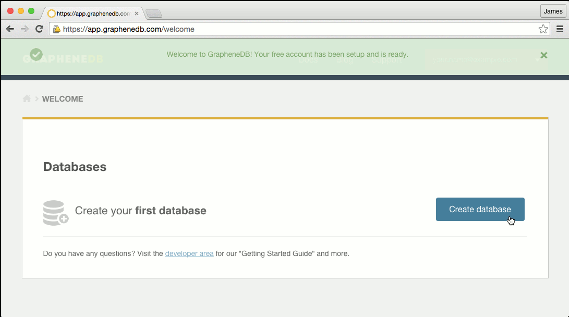 https://app.graphenedb.com
James
https://app.graphenedb.com/welcome
GRAPHENEDB
Welcome to GrapheneDB! Your free account has been setup and is ready.
WELCOME
Databases
Create your first database
Create database
Do you have any questions? Visit the developer area for our "Getting Started Guide" and more.